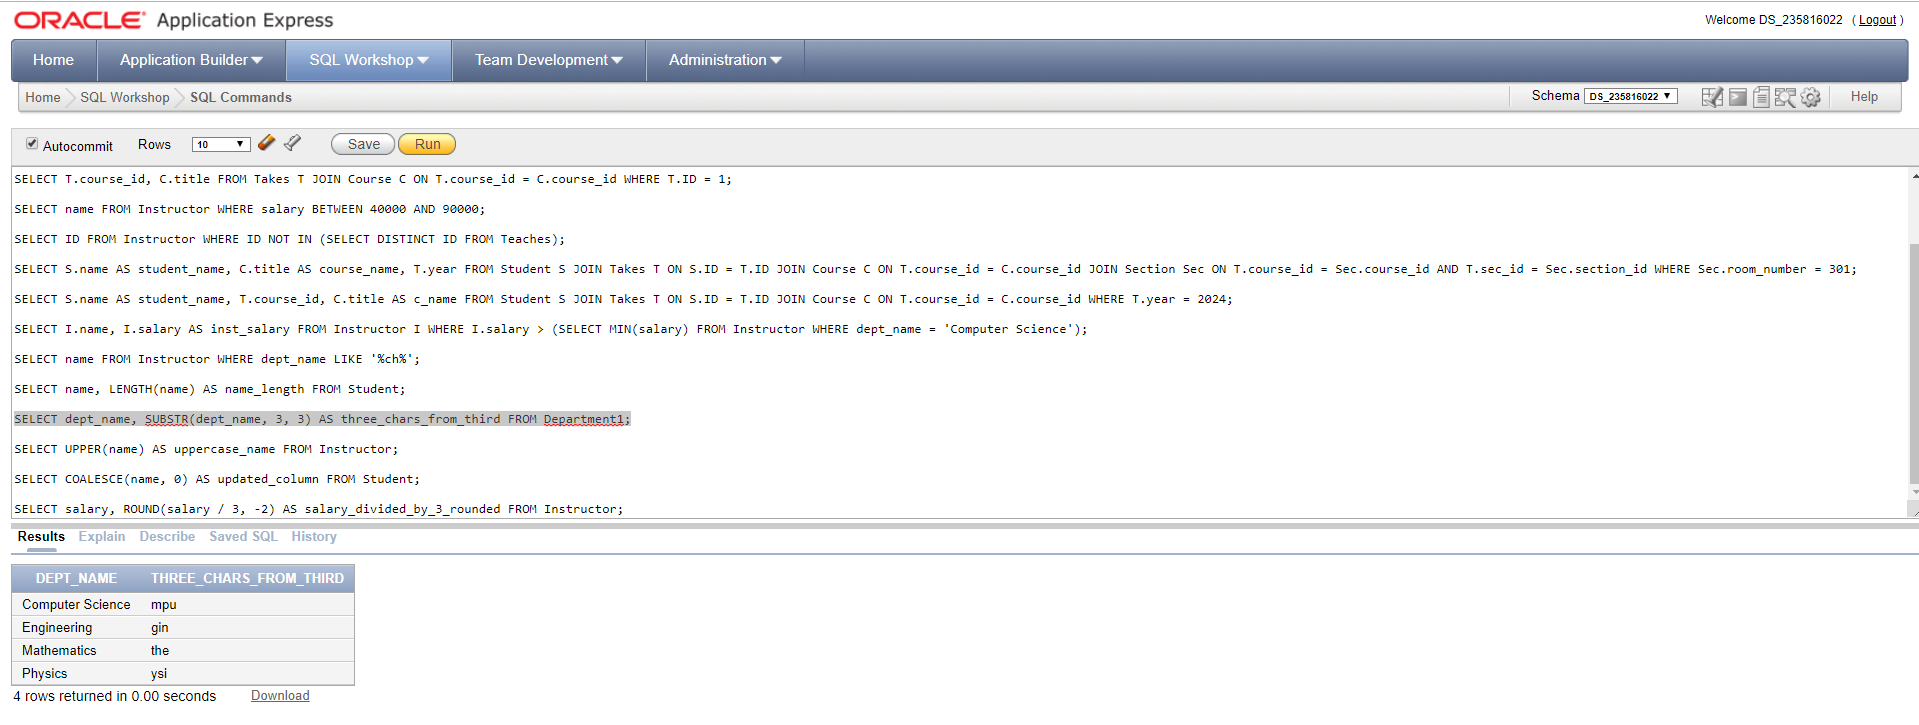 ORACLE Application Express
Welcome DS_235816022 ( Logout )
Home Application Builder SQL Workshop Team Development Administration
Home SQL Workshop SQL Commands
Schema DS_235816022 Help
Autocommit Rows 10 Save Run
SELECT T.course_id, C.title FROM Takes T JOIN Course C ON T.course_id = C.course_id WHERE T.ID = 1;
SELECT name FROM Instructor WHERE salary BETWEEN 40000 AND 90000;
SELECT ID FROM Instructor WHERE ID NOT IN (SELECT DISTINCT ID FROM Teaches);
SELECT S.name AS student_name, C.title AS course_name, T.year FROM Student S JOIN Takes T ON S.ID = T.ID JOIN Course C ON T.course_id = C.course_id JOIN Section Sec ON T.course_id = Sec.course_id AND T.sec_id = Sec.section_id WHERE Sec.room_number = 301;
SELECT S.name AS student_name, T.course_id, C.title AS c_name FROM Student S JOIN Takes T ON S.ID = T.ID JOIN Course C ON T.course_id = C.course_id WHERE T.year = 2024;
SELECT I.name, I.salary AS inst_salary FROM Instructor I WHERE I.salary > (SELECT MIN(salary) FROM Instructor WHERE dept_name = 'Computer Science');
SELECT name FROM Instructor WHERE dept_name LIKE '%ch%';
SELECT name, LENGTH(name) AS name_length FROM Student;
SELECT dept_name, SUBSTR(dept_name, 3, 3) AS three_chars_from_third FROM Department1;
SELECT UPPER(name) AS uppercase_name FROM Instructor;
SELECT COALESCE(name, 0) AS updated_column FROM Student;
SELECT salary, ROUND(salary / 3, -2) AS salary_divided_by_3_rounded FROM Instructor;
Results Explain Describe Saved SQL History
DEPT_NAME THREE_CHARS_FROM_THIRD
Computer Science mpu
Engineering gin
Mathematics the
Physics ysi
4 rows returned in 0.00 seconds Download